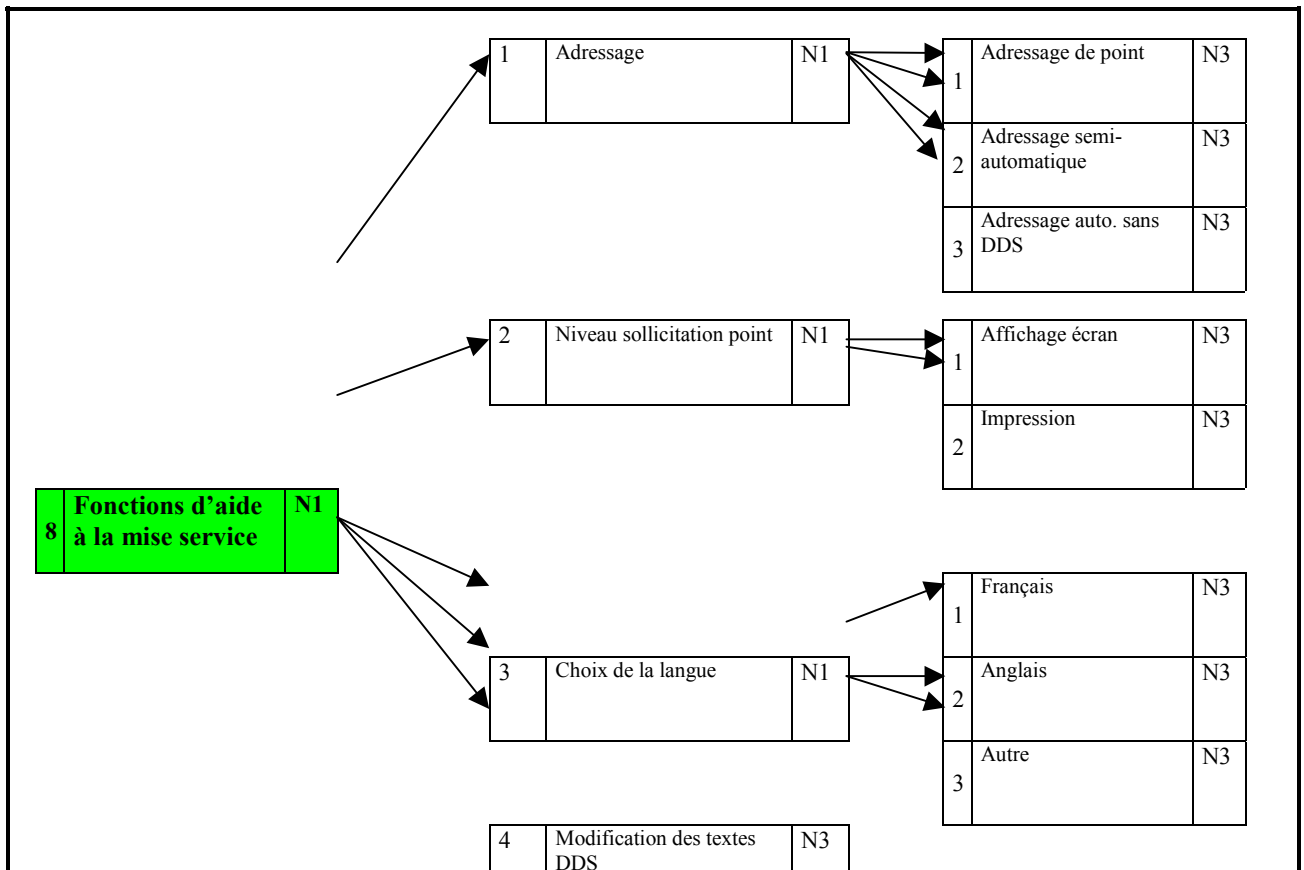 1 Adressage N1
1 Adressage de point N3
2 Adressage semi-
automatique N3
3 Adressage auto. sans
DDS N3
2 Niveau sollicitation point N1
1 Affichage écran N3
2 Impression N3
8 Fonctions d’aide
à la mise service N1
1 Français N3
3 Choix de la langue N1
2 Anglais N3
3 Autre N3
4 Modification des textes
DDS N3